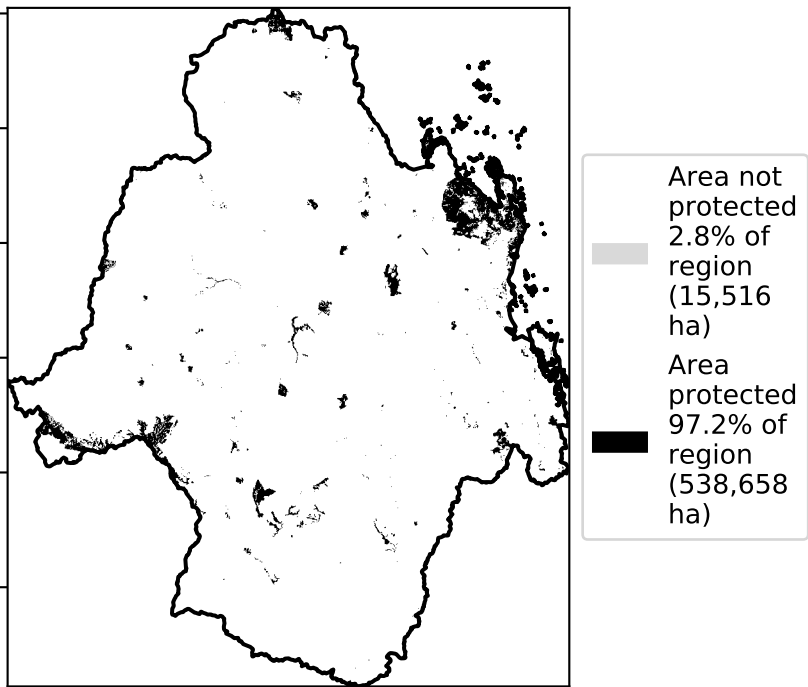 Area not
protected
2.8% of
region
(15,516
ha)
Area
protected
97.2% of
region
(538,658
ha)